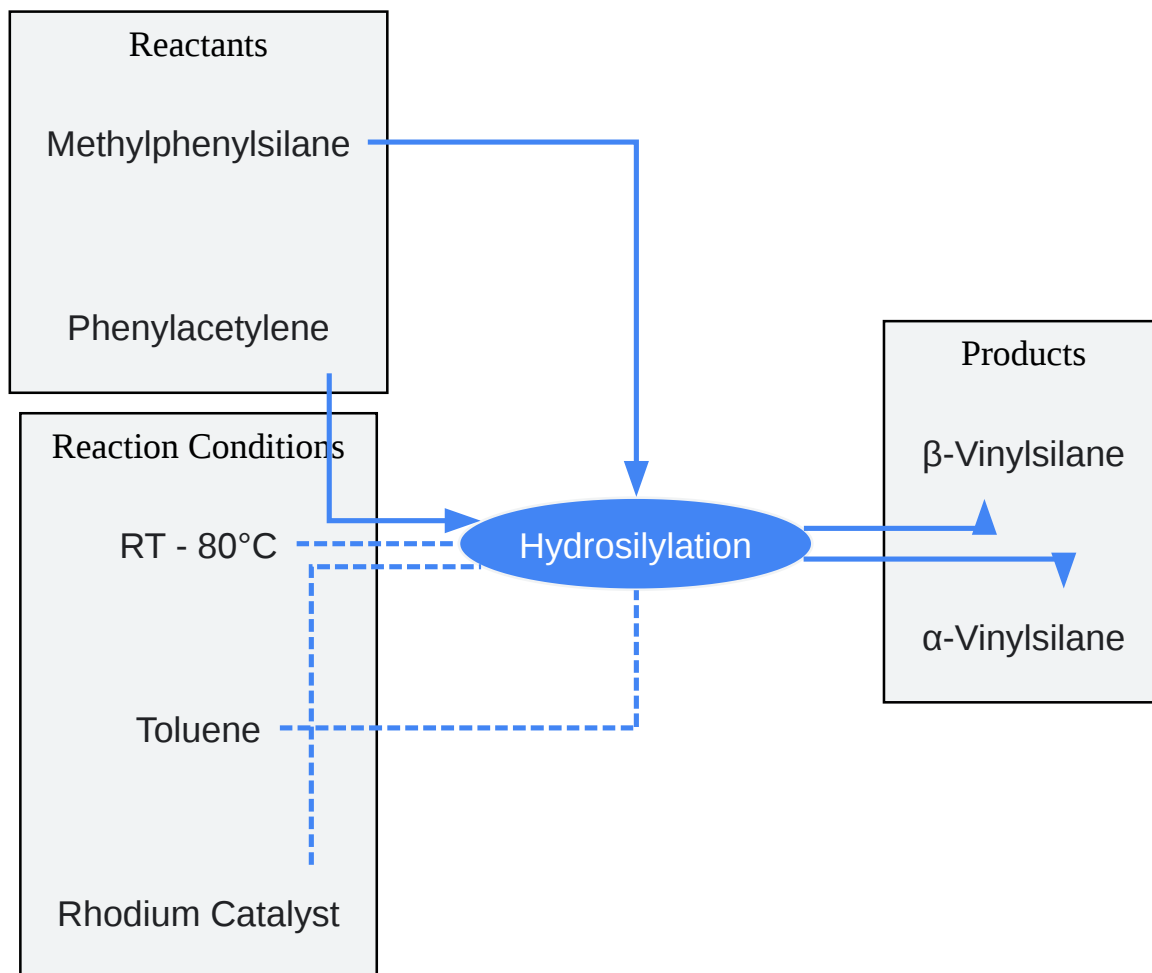 Reactants
Methylphenylsilane
Phenylacetylene
Reaction Conditions
RT - 80°C
Toluene
Rhodium Catalyst
Hydrosilylation
Products
β-Vinylsilane
α-Vinylsilane